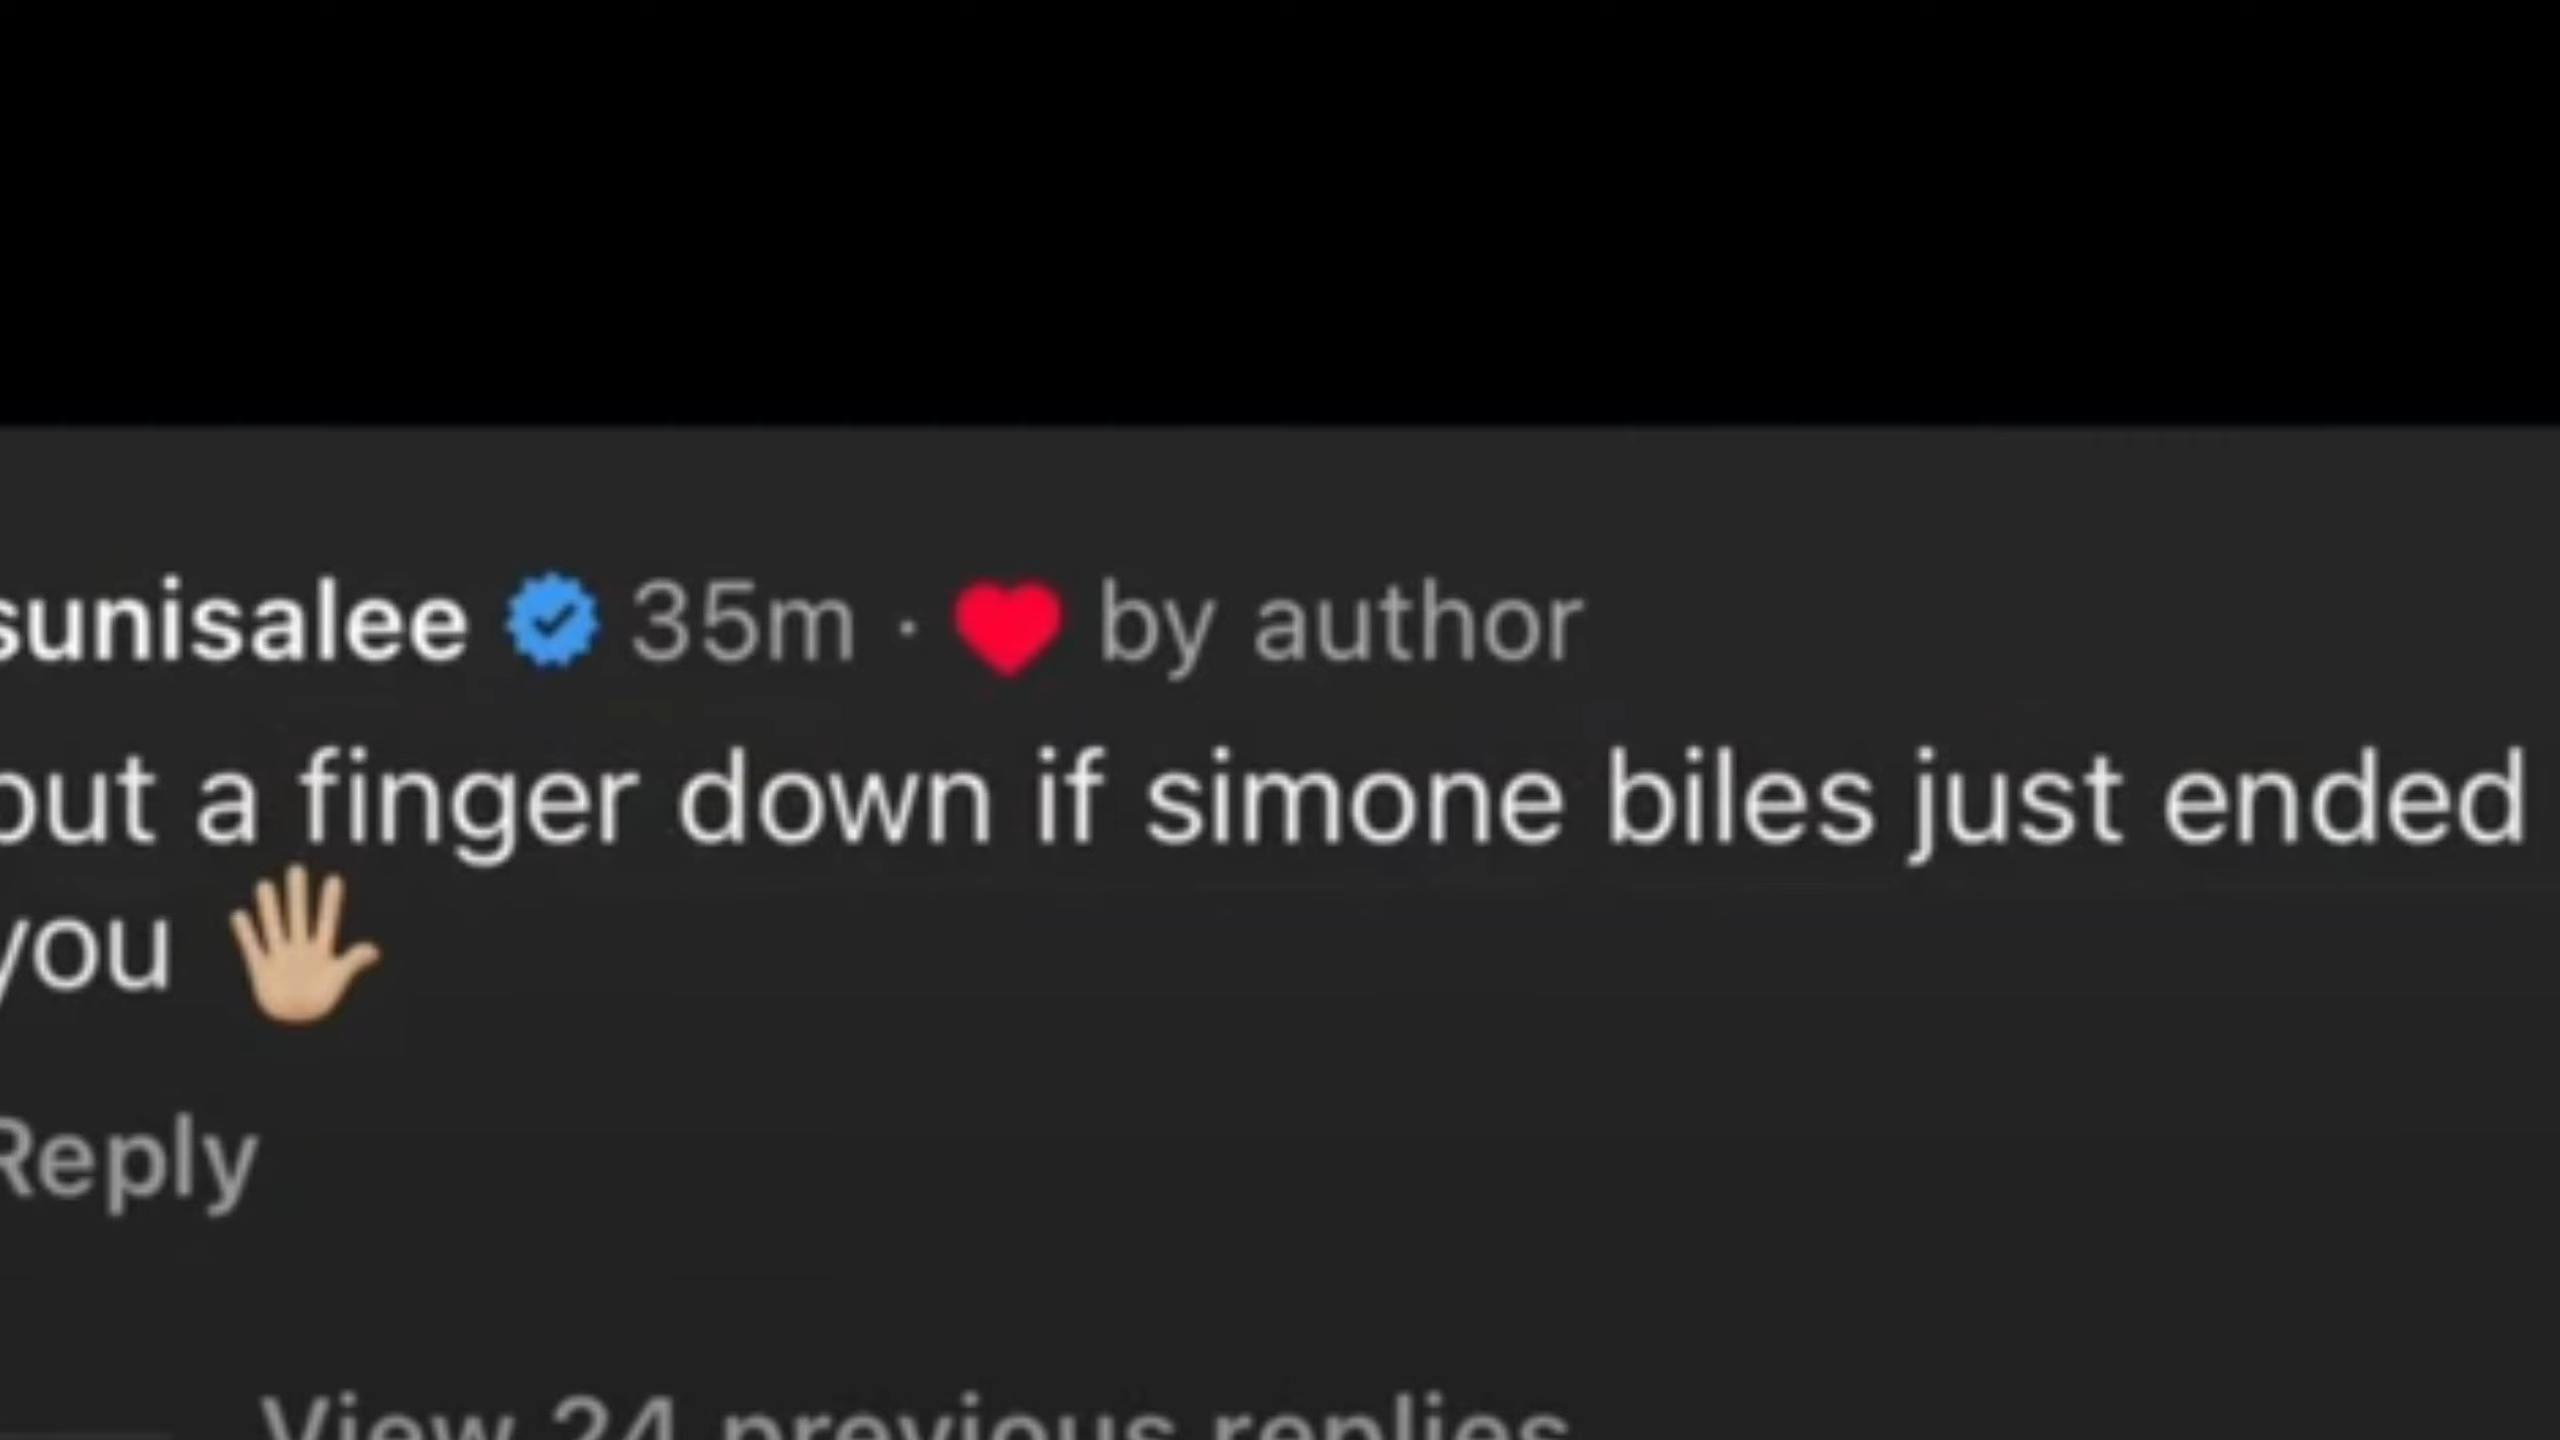 sunisalee 35m · ❤️ by author
put a finger down if simone biles just ended
you 🖐🏼
Reply
View 24 previous replies